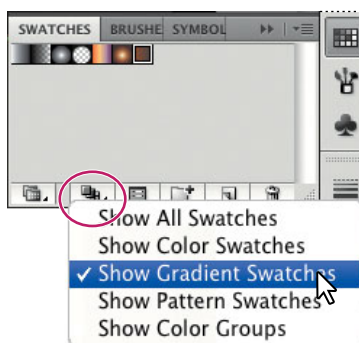 SWATCHES BRUSHE SYMBOL
Show All Swatches
Show Color Swatches
✓ Show Gradient Swatches
Show Pattern Swatches
Show Color Groups